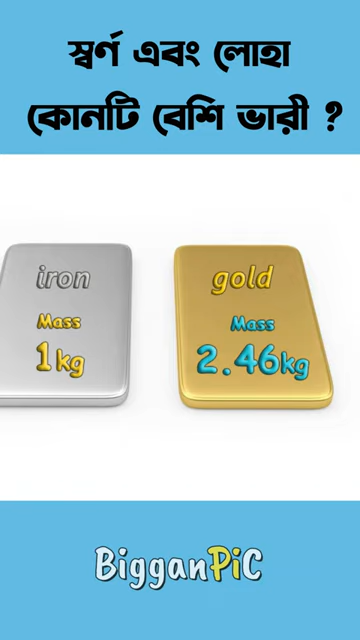 স্বর্ণ এবং লোহা
কোনটি বেশি ভারী ?
iron
Mass
1kg
gold
Mass
2.46kg
BigganPiC